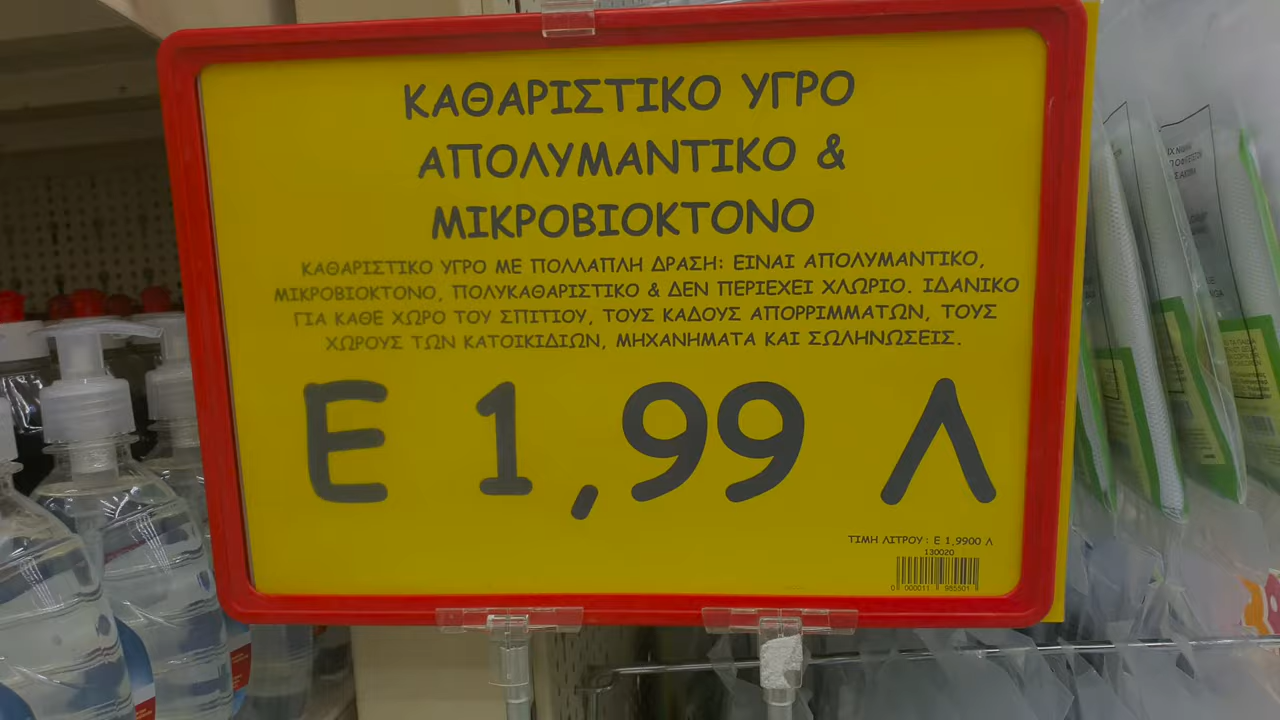 ΚΑΘΑΡΙΣΤΙΚΟ ΥΓΡΟ
ΑΠΟΛΥΜΑΝΤΙΚΟ &
ΜΙΚΡΟΒΙΟΚΤΟΝΟ
ΚΑΘΑΡΙΣΤΙΚΟ ΥΓΡΟ ΜΕ ΠΟΛΛΑΠΛΗ ΔΡΑΣΗ: ΕΙΝΑΙ ΑΠΟΛΥΜΑΝΤΙΚΟ,
ΜΙΚΡΟΒΙΟΚΤΟΝΟ, ΠΟΛΥΚΑΘΑΡΙΣΤΙΚΟ & ΔΕΝ ΠΕΡΙΕΧΕΙ ΧΛΩΡΙΟ. ΙΔΑΝΙΚΟ
ΓΙΑ ΚΑΘΕ ΧΩΡΟ ΤΟΥ ΣΠΙΤΙΟΥ, ΤΟΥΣ ΚΑΔΟΥΣ ΑΠΟΡΡΙΜΜΑΤΩΝ, ΤΟΥΣ
ΧΩΡΟΥΣ ΤΩΝ ΚΑΤΟΙΚΙΔΙΩΝ, ΜΗΧΑΝΗΜΑΤΑ ΚΑΙ ΣΩΛΗΝΩΣΕΙΣ.
Ε 1,99 Λ
ΤΙΜΗ ΛΙΤΡΟΥ: Ε 1,9900 Λ
130020